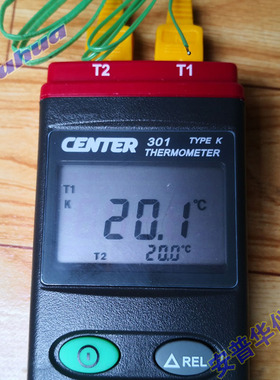 T2 T1
CENTER 301 TYPE K
THERMOMETER
T1
K 20.1 °C
T2 20.0 °C
△ REL
安普华